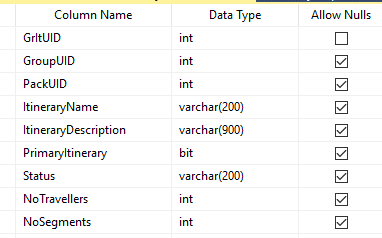 Column Name Data Type Allow Nulls
GrItUID int
GroupUID int
PackUID int
ItineraryName varchar(200)
ItineraryDescription varchar(900)
PrimaryItinerary bit
Status varchar(200)
NoTravellers int
NoSegments int